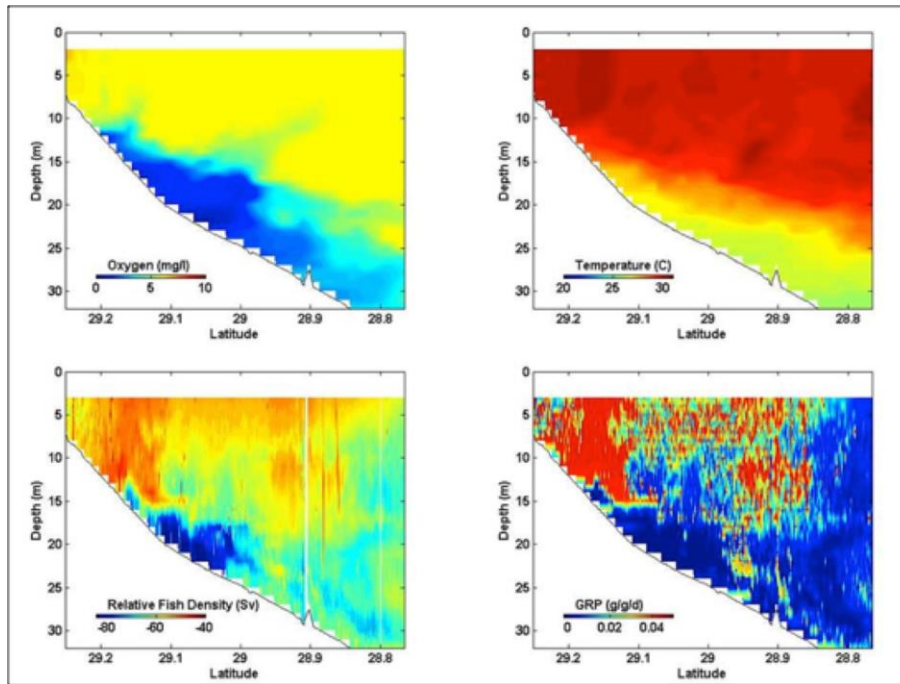 0
5
10
15
20
25
30
Depth (m)
Oxygen (mg/l)
0 5 10
29.2 29.1 29 28.9 28.8
Latitude
0
5
10
15
20
25
30
Depth (m)
Temperature (C)
20 25 30
29.2 29.1 29 28.9 28.8
Latitude
0
5
10
15
20
25
30
Depth (m)
Relative Fish Density (Sv)
-80 -60 -40
29.2 29.1 29 28.9 28.8
Latitude
0
5
10
15
20
25
30
Depth (m)
GRP (g/g/d)
0 0.02 0.04
29.2 29.1 29 28.9 28.8
Latitude